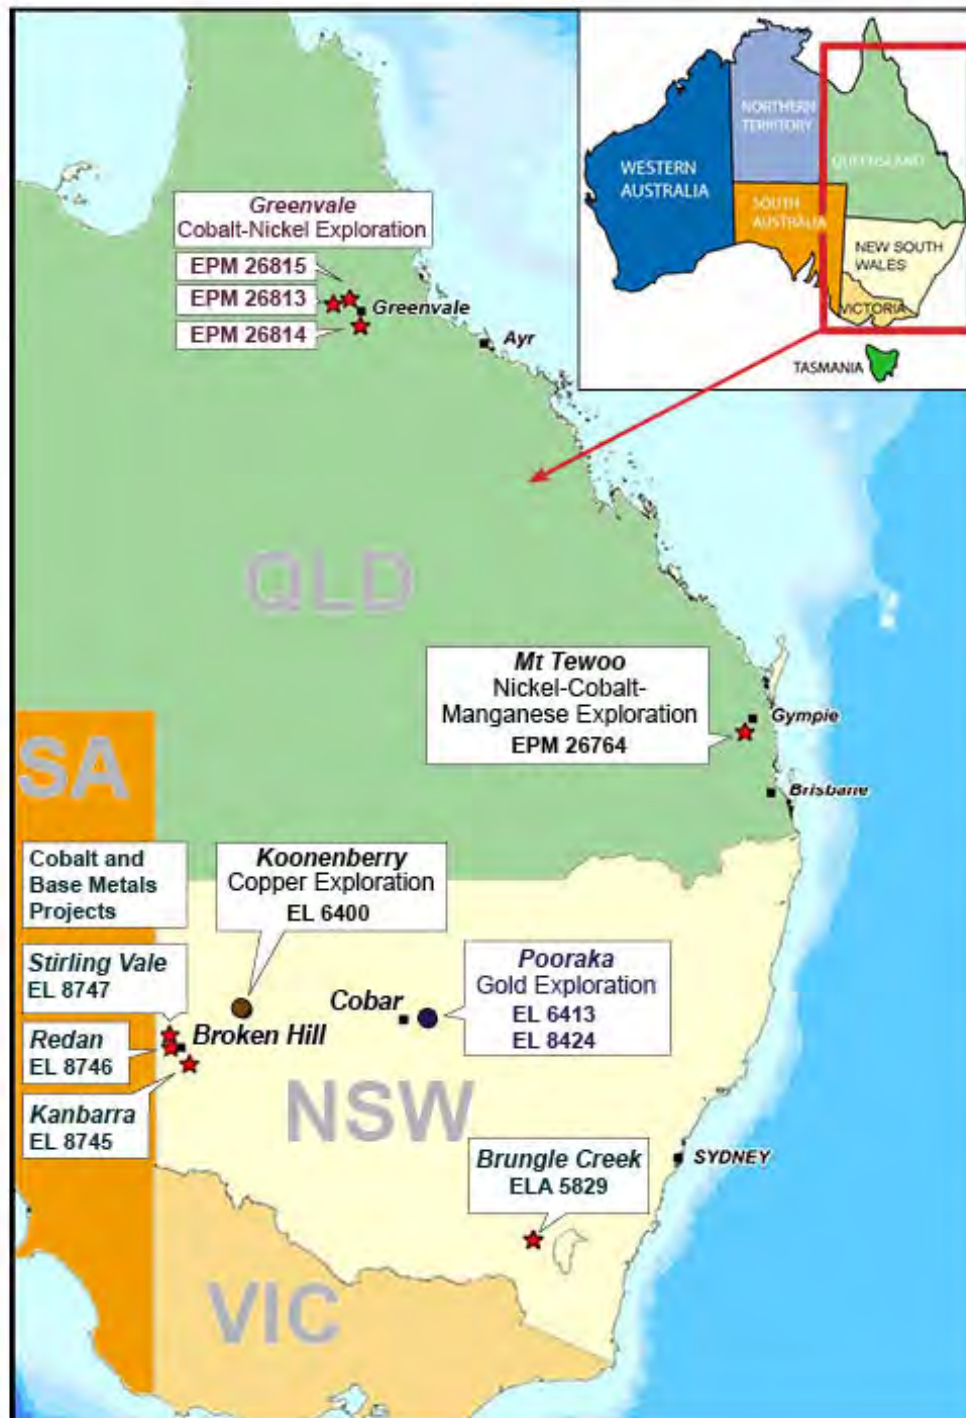 NORTHERN
TERRITORY
QUEENSLAND
WESTERN
AUSTRALIA
SOUTH
AUSTRALIA
NEW SOUTH
WALES
VICTORIA
TASMANIA
Greenvale
Cobalt-Nickel Exploration
EPM 26815
EPM 26813
EPM 26814
Greenvale
Ayr
QLD
Mt Tewoo
Nickel-Cobalt-
Manganese Exploration
EPM 26764
Gympie
Brisbane
SA
Cobalt and
Base Metals
Projects
Koonenberry
Copper Exploration
EL 6400
Stirling Vale
EL 8747
Redan
EL 8746
Kanbarra
EL 8745
Broken Hill
Cobar
Pooraka
Gold Exploration
EL 6413
EL 8424
NSW
Brungle Creek
ELA 5829
SYDNEY
VIC